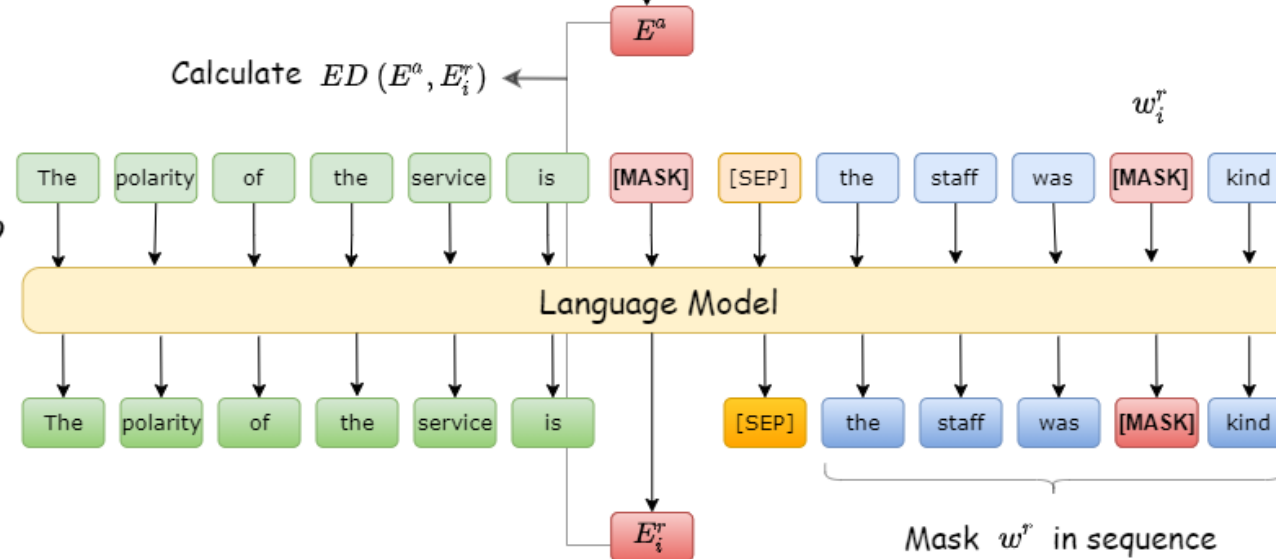 E^a
Calculate ED (E^a, E_i^r)
w_i^r
The polarity of the service is [MASK] [SEP] the staff was [MASK] kind
Language Model
The polarity of the service is [SEP] the staff was [MASK] kind
E_i^r
Mask w^r in sequence